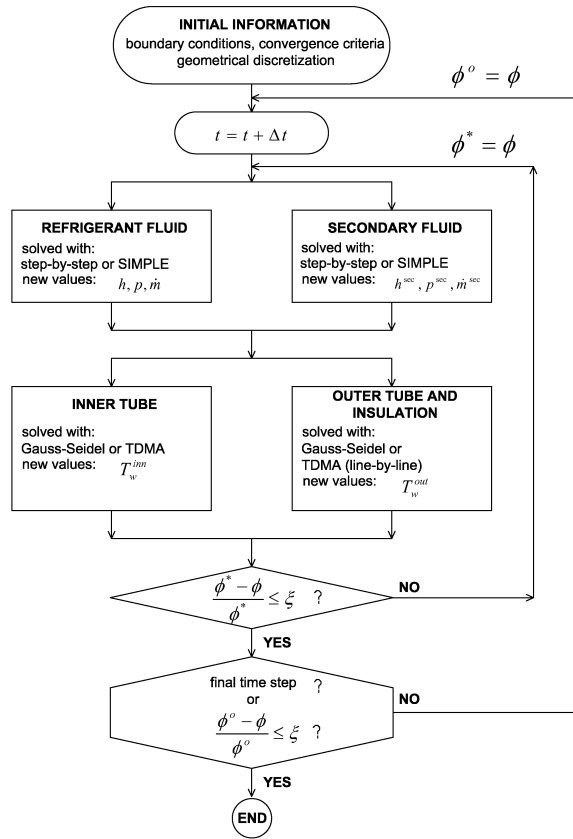 INITIAL INFORMATION
boundary conditions, convergence criteria
geometrical discretization
ϕᵒ = ϕ
t = t + Δt
ϕ* = ϕ
REFRIGERANT FLUID
solved with:
step-by-step or SIMPLE
new values: h, p, ṁ
SECONDARY FLUID
solved with:
step-by-step or SIMPLE
new values: h^sec, p^sec, ṁ^sec
INNER TUBE
solved with:
Gauss-Seidel or TDMA
new values: T_w^inn
OUTER TUBE AND
INSULATION
solved with:
Gauss-Seidel or
TDMA (line-by-line)
new values: T_w^out
(ϕ* − ϕ)/ϕ* ≤ ξ ?
NO
YES
final time step ?
or
(ϕᵒ − ϕ)/ϕᵒ ≤ ξ ?
NO
YES
END